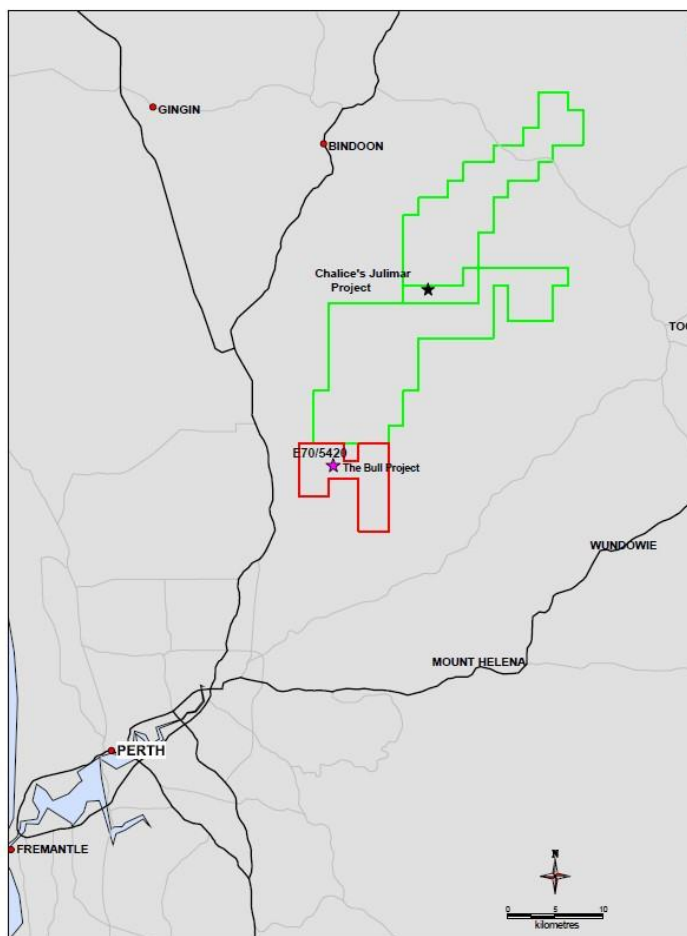 GINGIN
BINDOON
Chalice's Julimar
Project
TOO
E70/5420
The Bull Project
WUNDOWIE
MOUNT HELENA
PERTH
FREMANTLE
N
0 5 10
kilometres